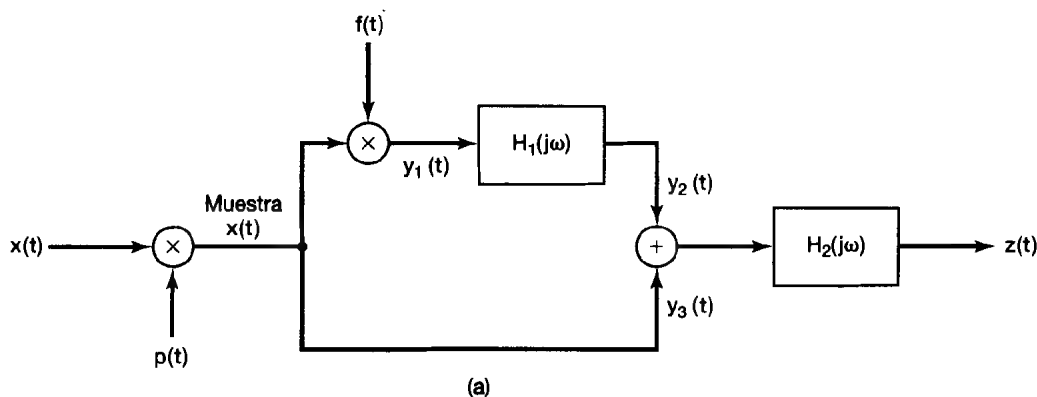 f(t)
×
y₁(t)
H₁(jω)
y₂(t)
Muestra
x(t)
x(t)
×
+
H₂(jω)
z(t)
y₃(t)
p(t)
(a)